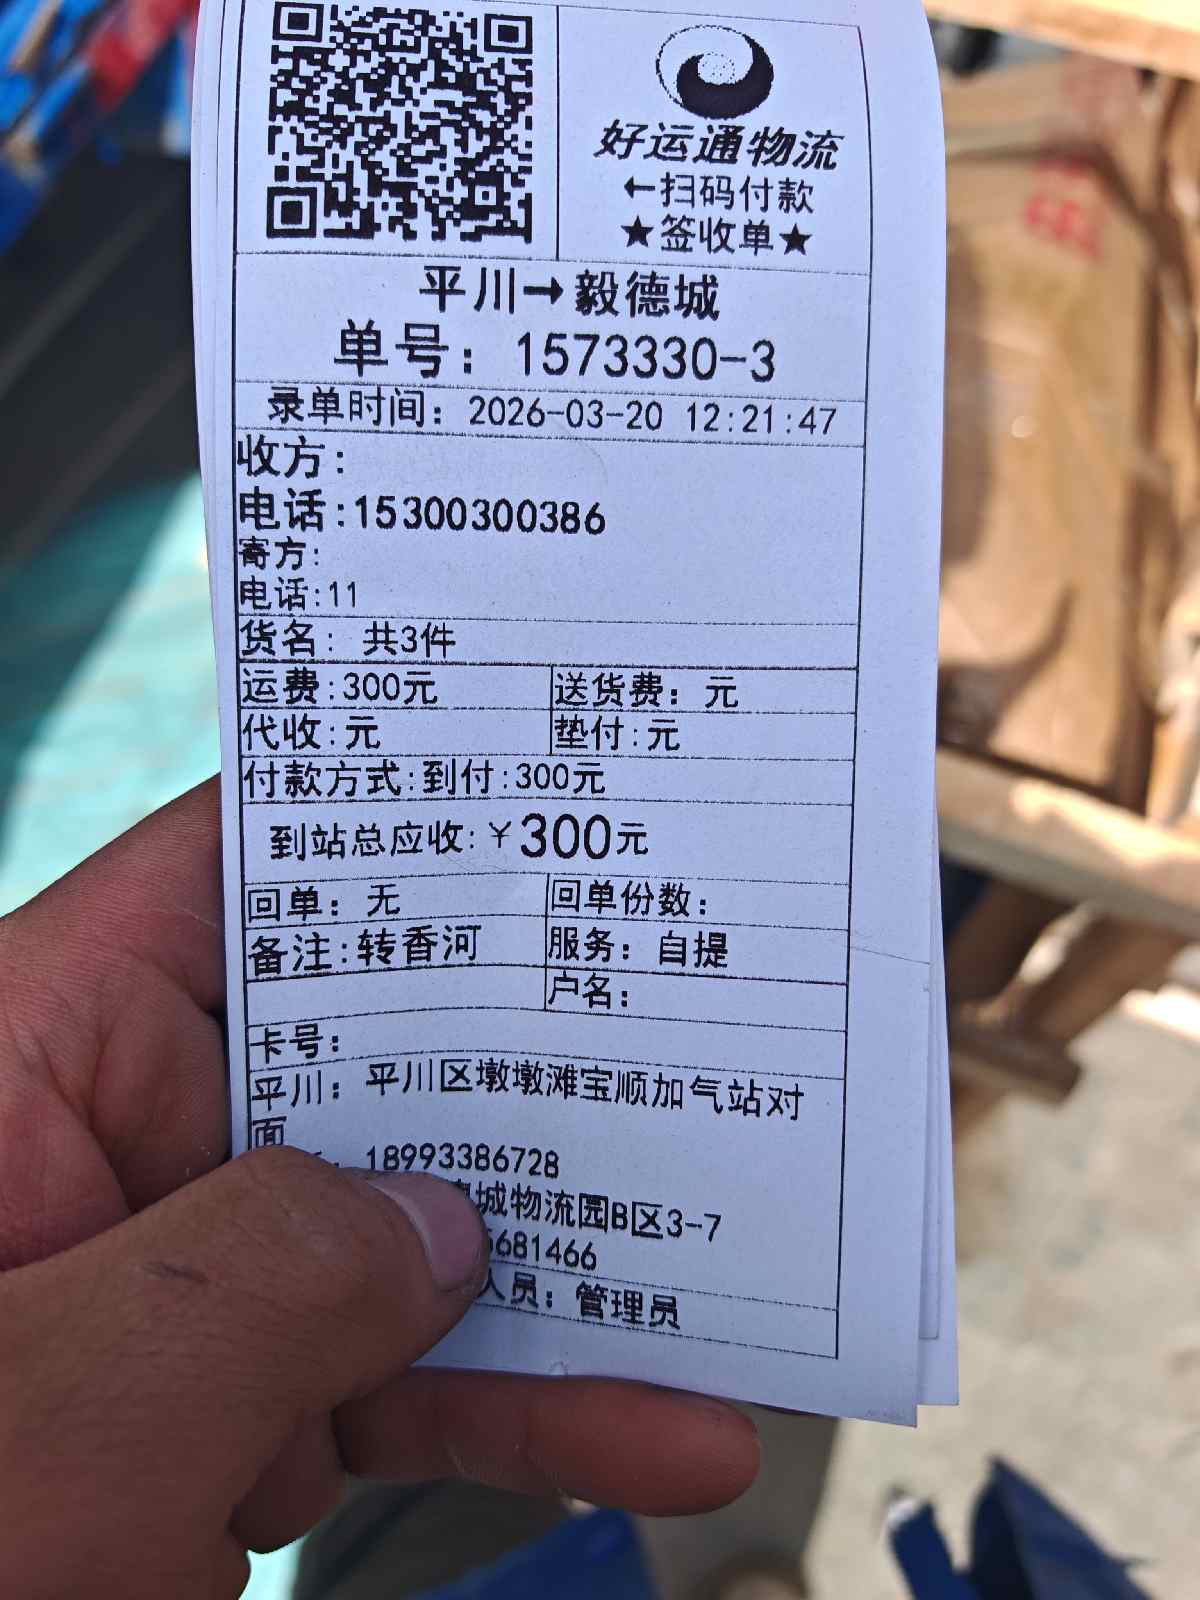 好运通物流
←扫码付款
★签收单★
平川→毅德城
单号：1573330-3
录单时间：2026-03-20 12:21:47
收方：
电话:15300300386
寄方:
电话:11
货名: 共3件
运费:300元 送货费：元
代收:元 垫付:元
付款方式:到付:300元
到站总应收:￥300元
回单：无 回单份数：
备注:转香河 服务：自提
户名：
卡号：
平川：平川区墩墩滩宝顺加气站对
面
18993386728
城物流园B区3-7
681466
人员：管理员